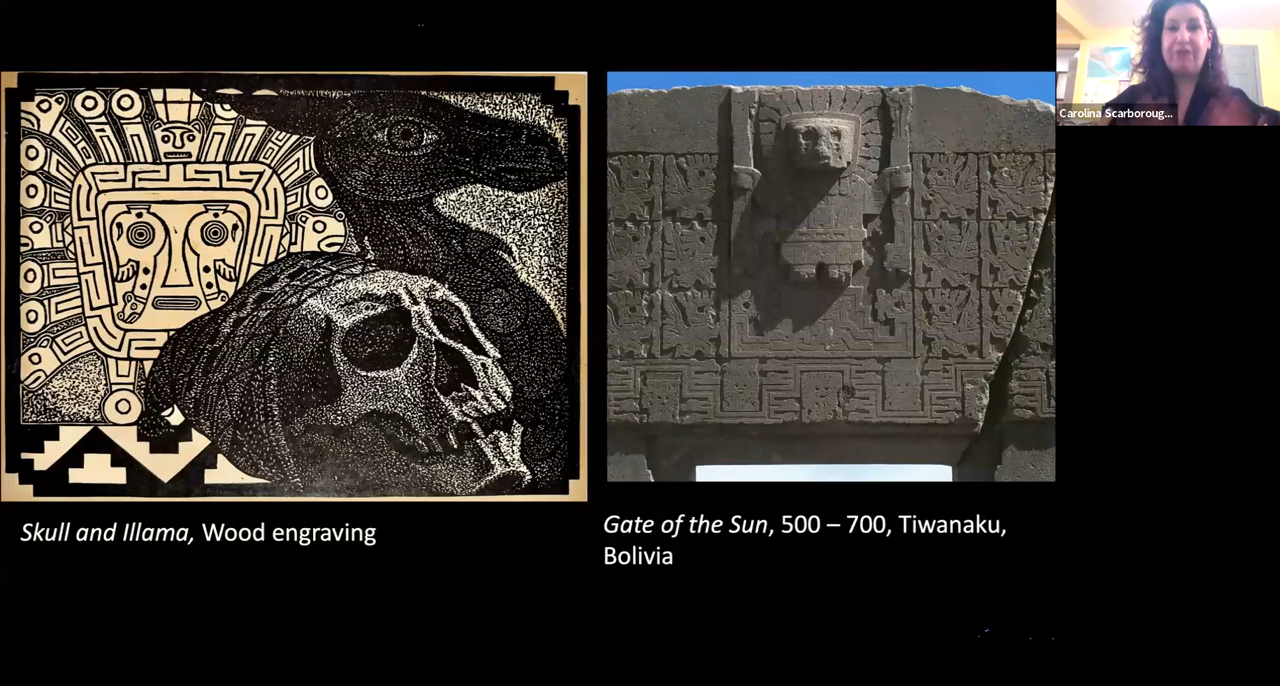 Carolina Scarboroug...
Skull and Illama, Wood engraving
Gate of the Sun, 500 – 700, Tiwanaku,
Bolivia